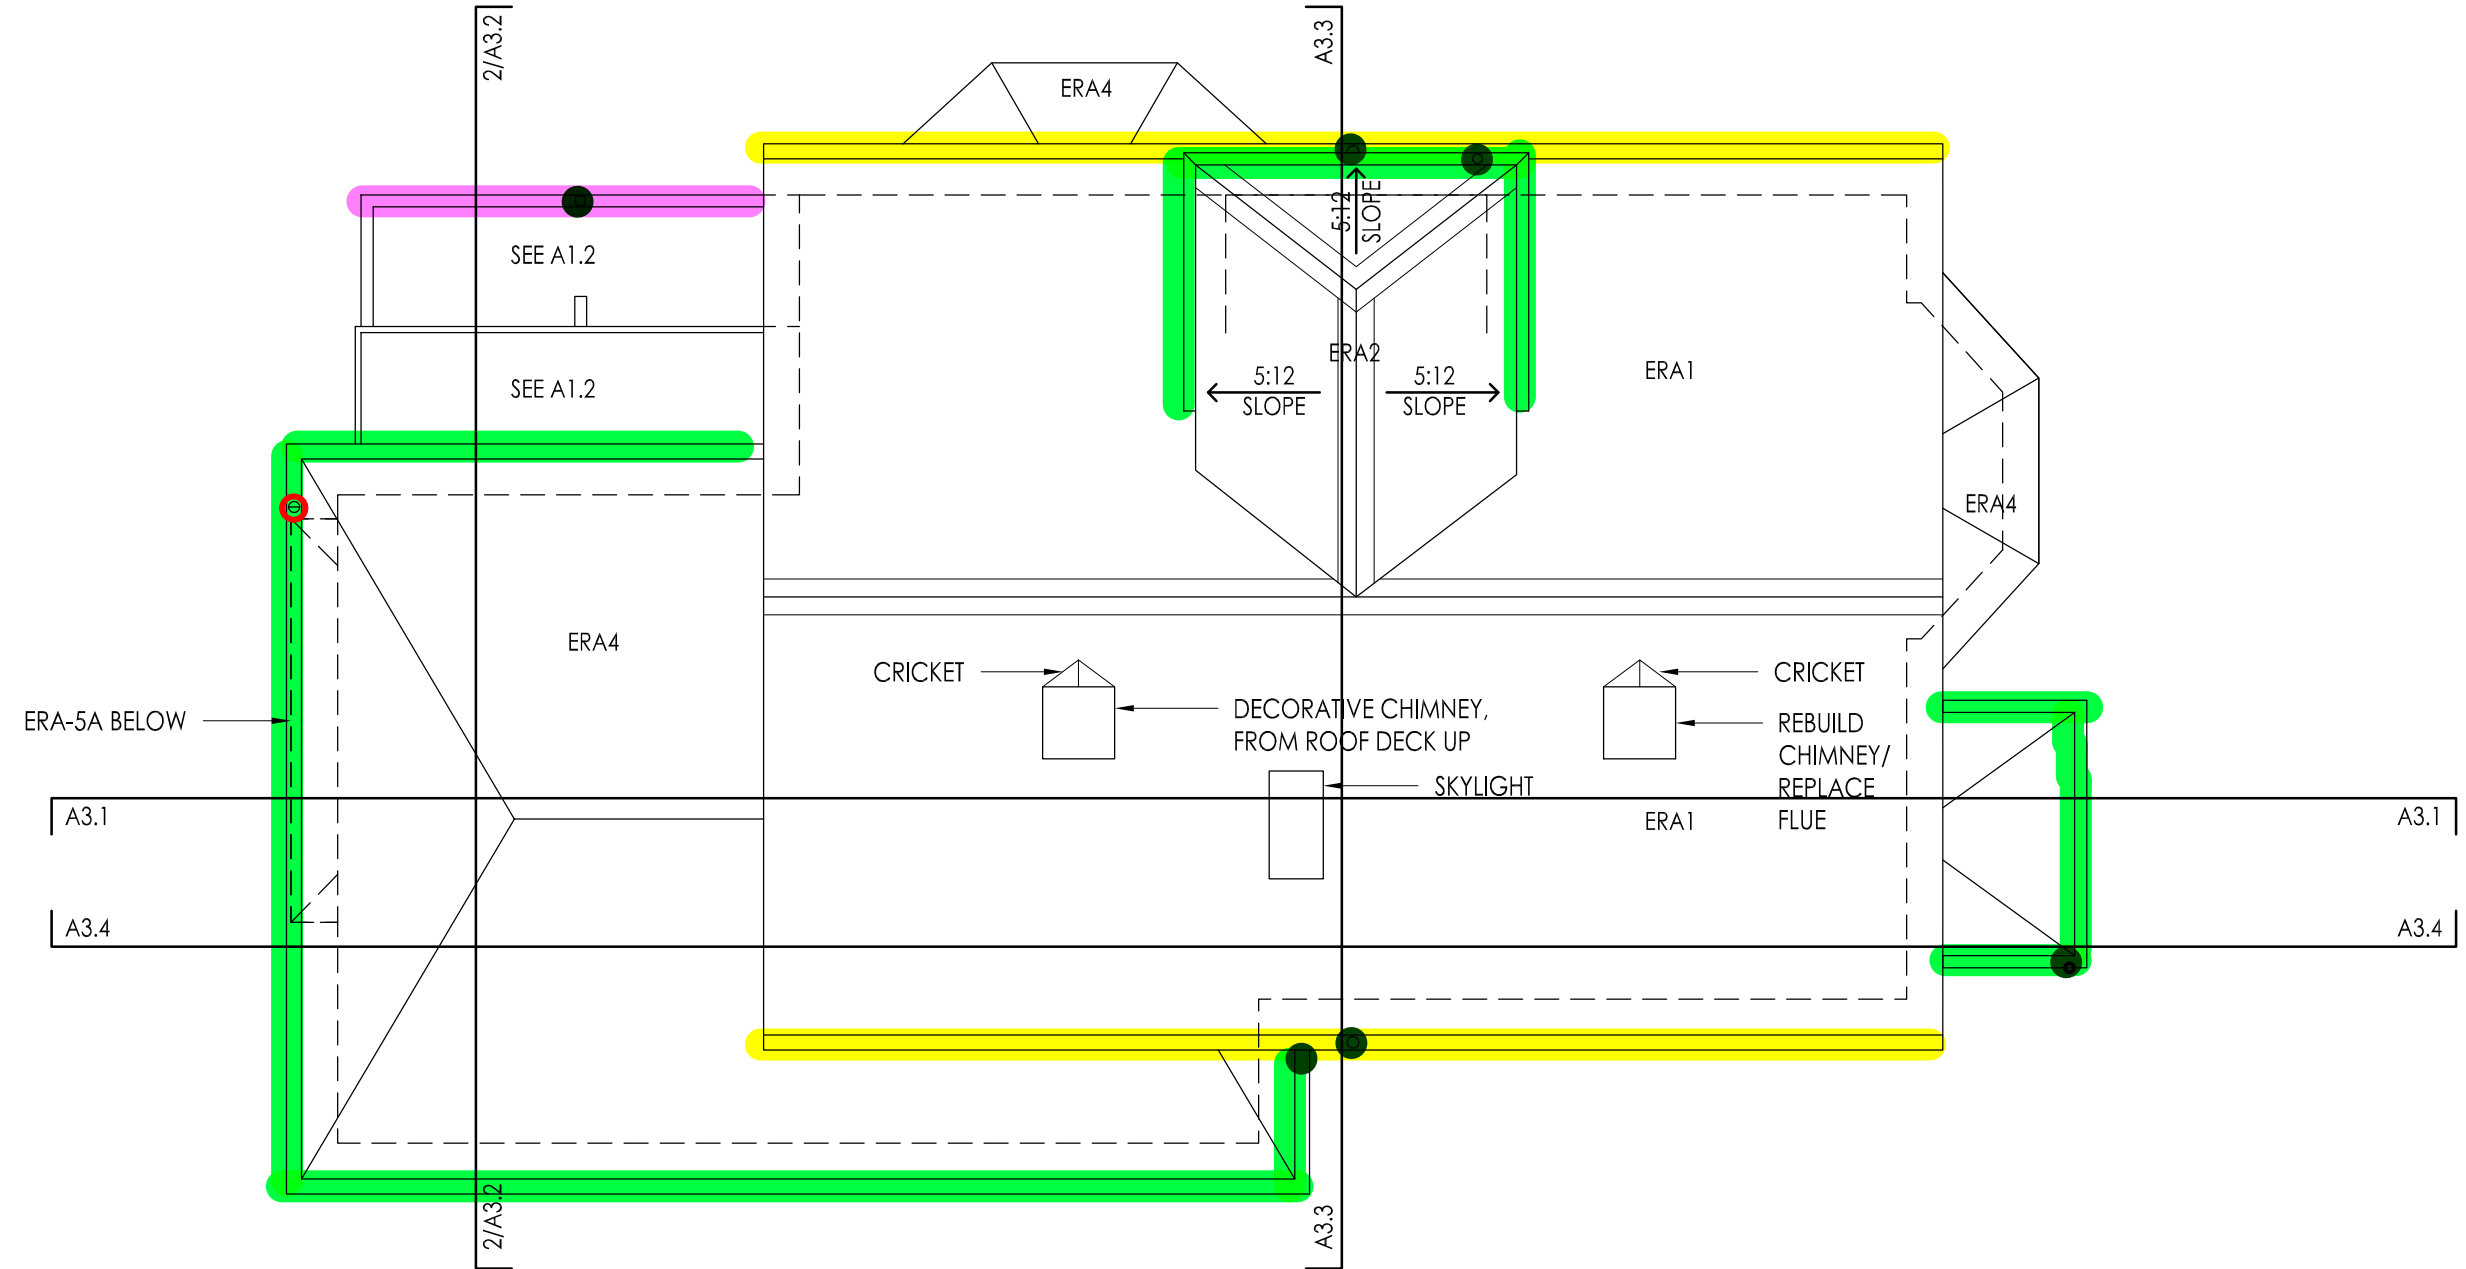 2/A3.2
A3.3
ERA4
SEE A1.2
5:12
SLOPE
ERA2
SEE A1.2
5:12
SLOPE
5:12
SLOPE
ERA1
ERA4
ERA4
CRICKET
CRICKET
ERA-5A BELOW
DECORATIVE CHIMNEY,
FROM ROOF DECK UP
REBUILD
CHIMNEY/
REPLACE
FLUE
SKYLIGHT
A3.1
ERA1
A3.1
A3.4
A3.4
2/A3.2
A3.3